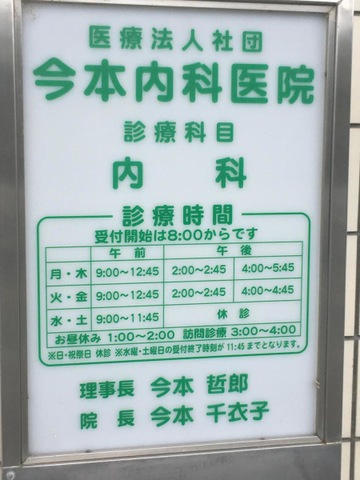 医療法人社団
今本内科医院
診療科目
内科
診療時間
受付開始は8:00からです
午前 午後
月・木 9:00〜12:45 2:00〜2:45 4:00〜5:45
火・金 9:00〜12:45 2:00〜2:45 4:00〜4:45
水・土 9:00〜11:45 休診
お昼休み 1:00〜2:00 訪問診療 3:00〜4:00
※日・祝祭日 休診 ※水曜・土曜日の受付終了時刻が11:45までとなります。
理事長 今本 哲郎
院長 今本 千衣子